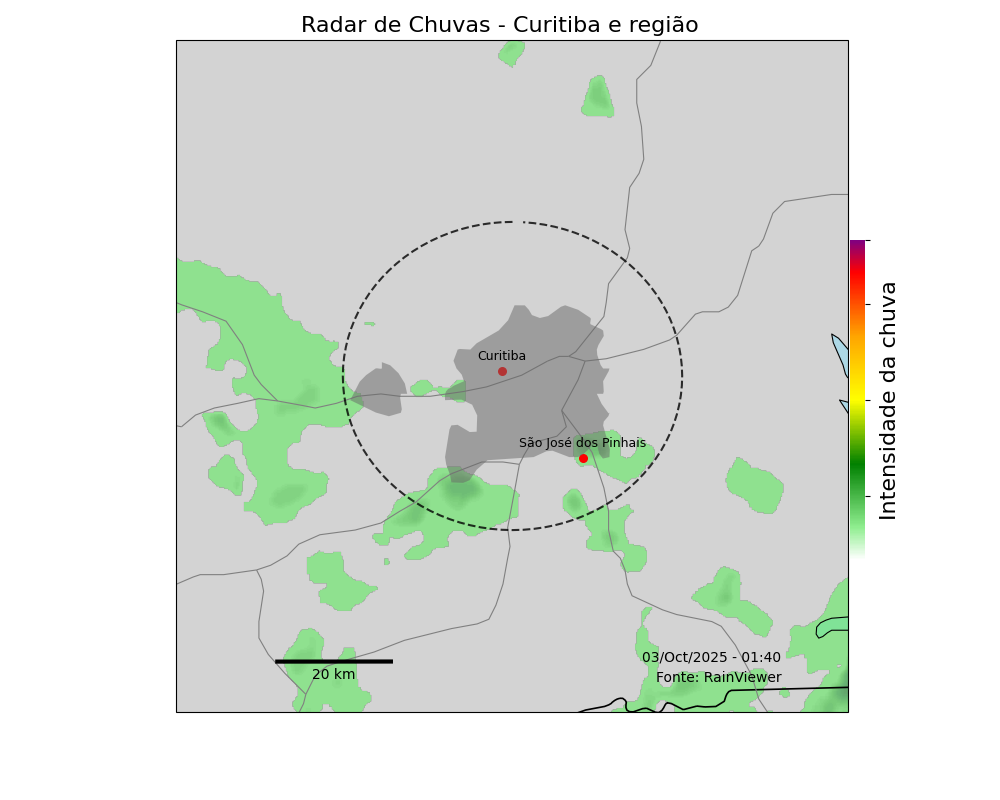 Radar de Chuvas - Curitiba e região
Curitiba
São José dos Pinhais
Intensidade da chuva
03/Oct/2025 - 01:40
Fonte: RainViewer
20 km